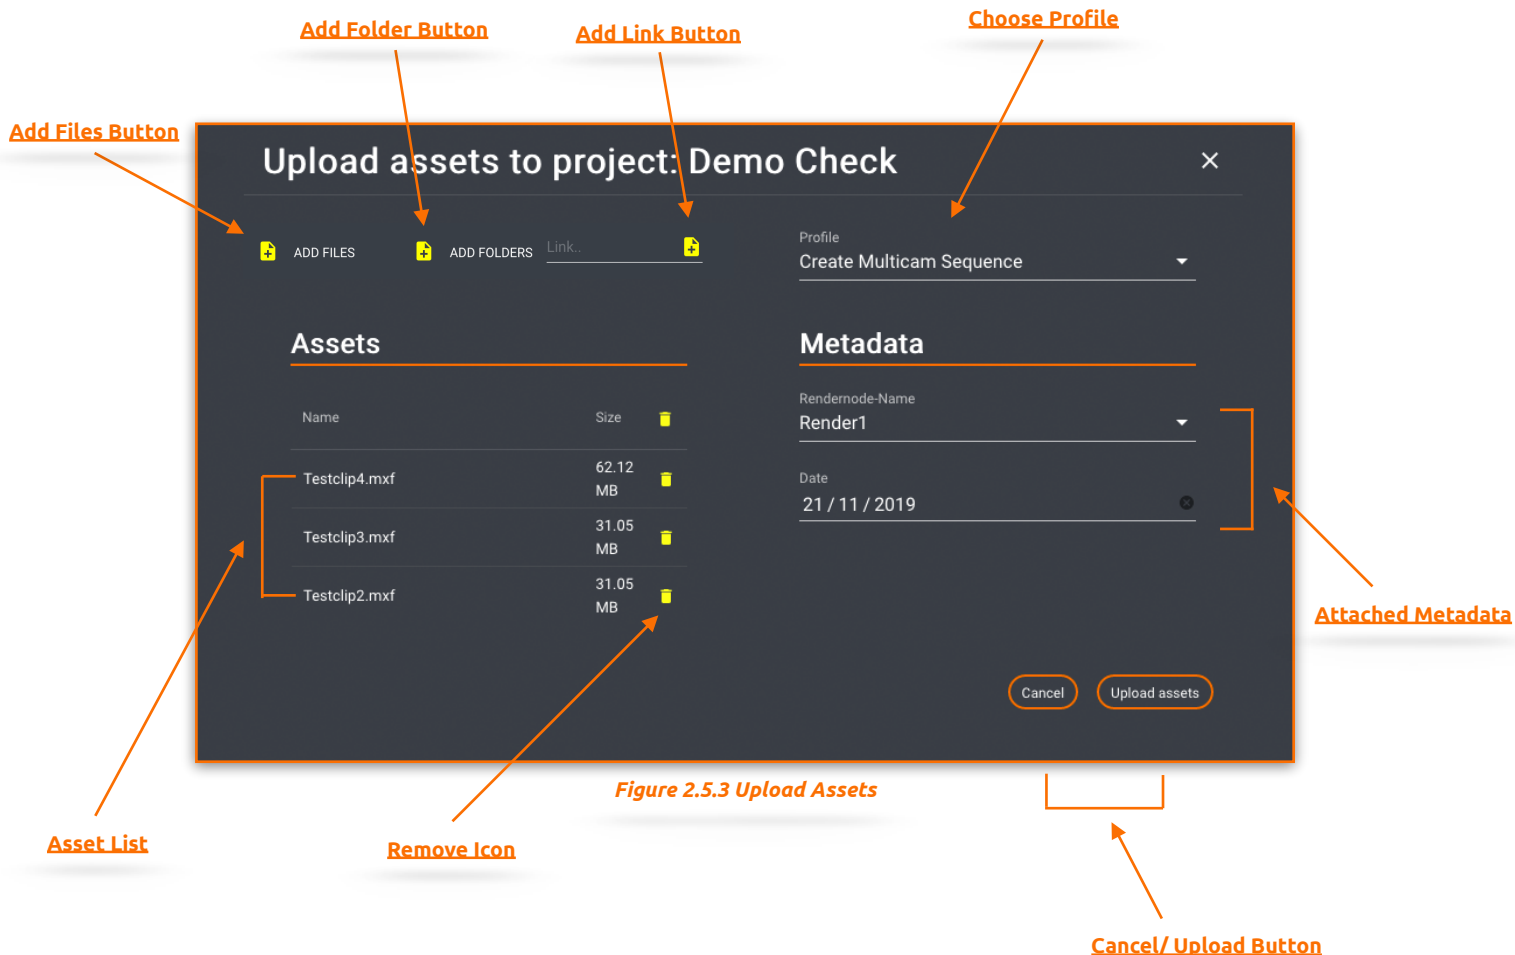 Choose Profile
Add Folder Button
Add Link Button
Add Files Button
Upload assets to project: Demo Check
ADD FILES
ADD FOLDERS
Link..
Profile
Create Multicam Sequence
Assets
Metadata
Name
Size
Testclip4.mxf
62.12
MB
Testclip3.mxf
31.05
MB
Testclip2.mxf
31.05
MB
Rendernode-Name
Render1
Date
21 / 11 / 2019
Attached Metadata
Cancel
Upload assets
Figure 2.5.3 Upload Assets
Asset List
Remove Icon
Cancel/ Upload Button